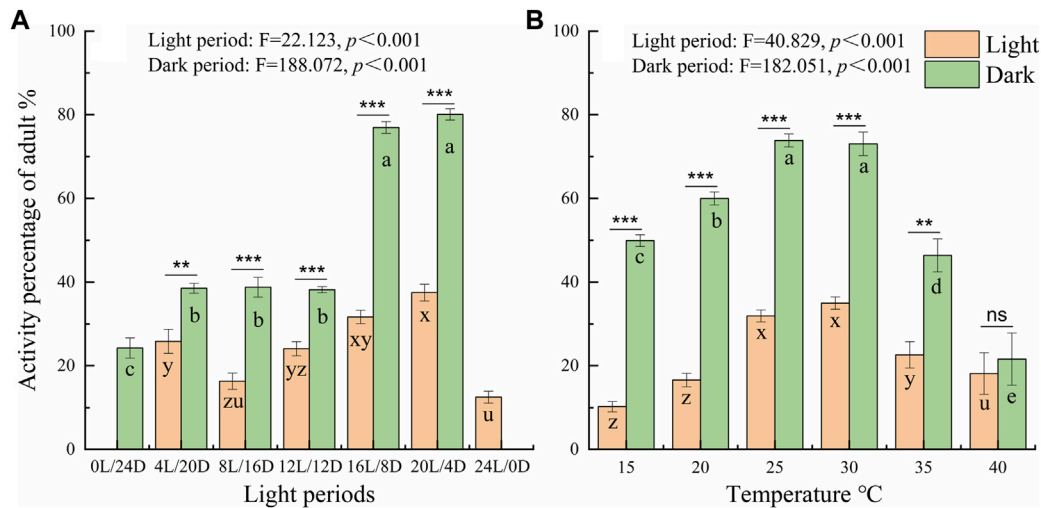 A
Light period: F=22.123, p＜0.001
Dark period: F=188.072, p＜0.001
Activity percentage of adult %
100
80
60
40
20
0
*** ***
** *** ***
c y b zu b yz b xy a x a u
0L/24D 4L/20D 8L/16D 12L/12D 16L/8D 20L/4D 24L/0D
Light periods
B
Light period: F=40.829, p＜0.001
Dark period: F=182.051, p＜0.001
Light
Dark
100
80
60
40
20
0
*** *** *** *** ** ns
z c z b x a x a y d u e
15 20 25 30 35 40
Temperature ℃